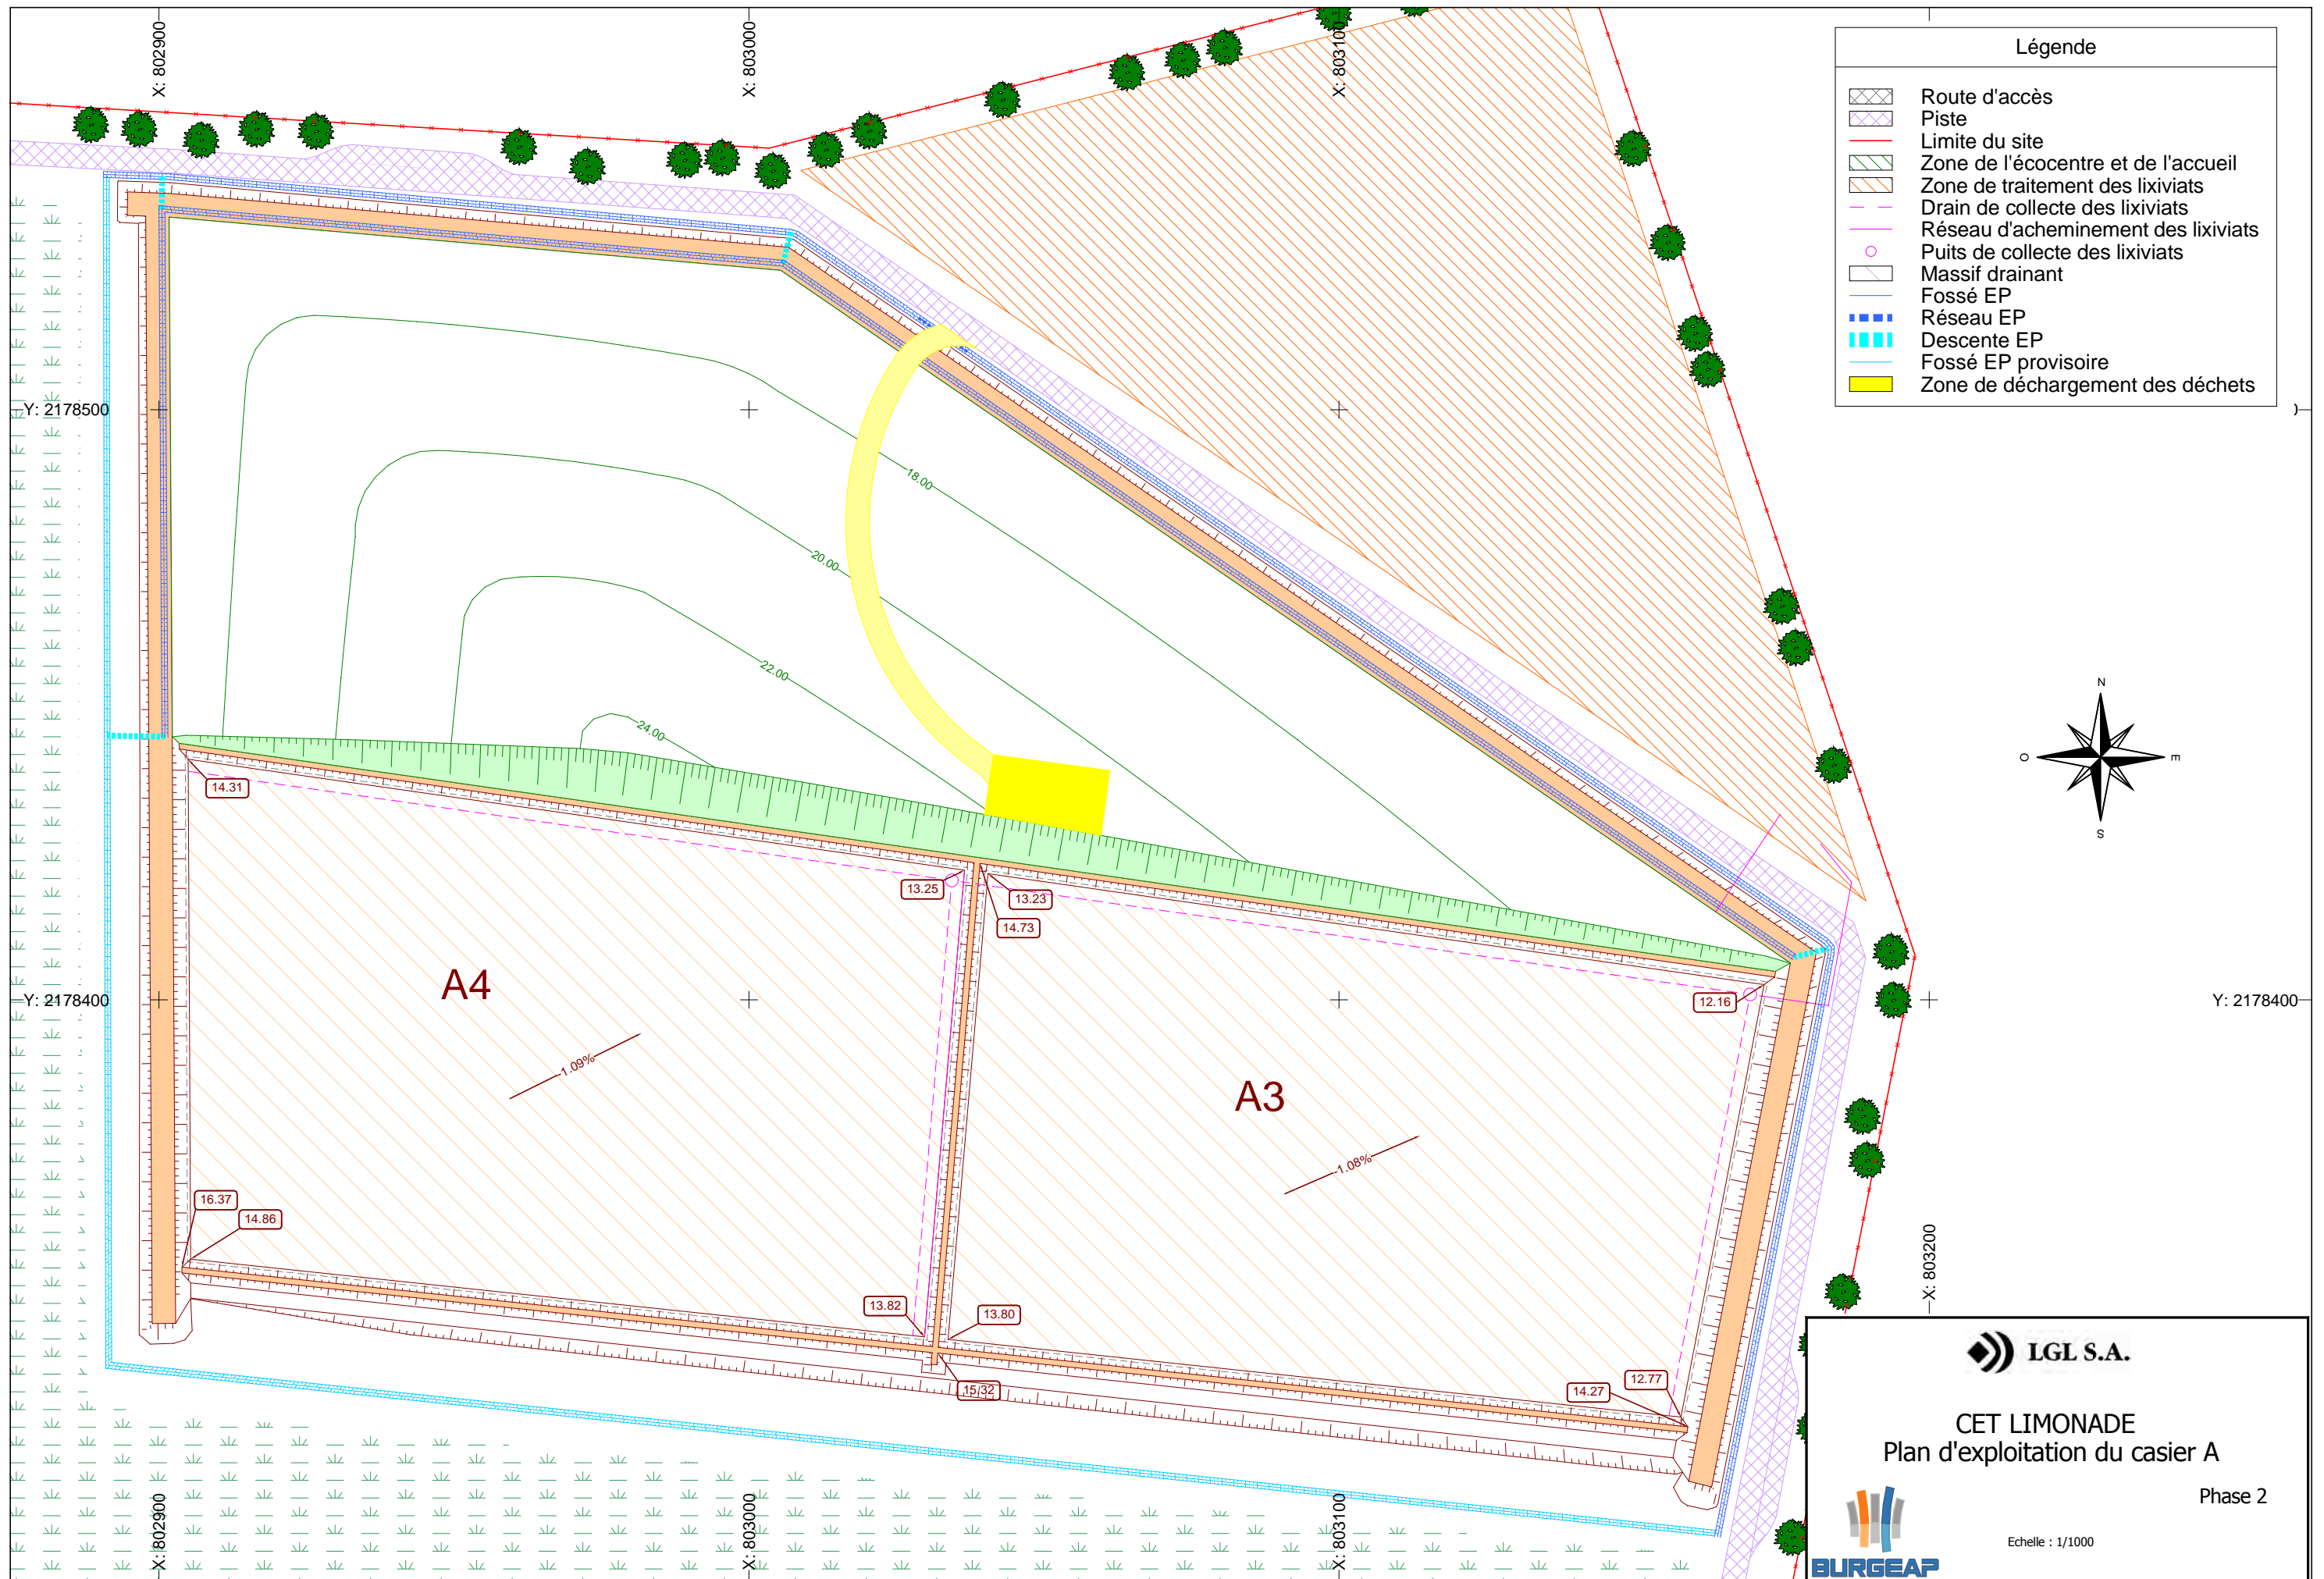 X: 802900
X: 803000
X: 803100
Légende
Route d'accès
Piste
Limite du site
Zone de l'écocentre et de l'accueil
Zone de traitement des lixiviats
Drain de collecte des lixiviats
Réseau d'acheminement des lixiviats
Puits de collecte des lixiviats
Massif drainant
Fossé EP
Réseau EP
Descente EP
Fossé EP provisoire
Zone de déchargement des déchets
Y: 2178500
18.00
20.00
22.00
24.00
N
O
E
S
14.31
13.25
13.23
14.73
A4
12.16
Y: 2178400
Y: 2178400
-1.09%
A3
-1.08%
16.37
14.86
13.82
13.80
15.32
14.27
12.77
X: 803200
LGL S.A.
CET LIMONADE
Plan d'exploitation du casier A
Phase 2
Echelle : 1/1000
BURGEAP
X: 802900
X: 803000
X: 803100